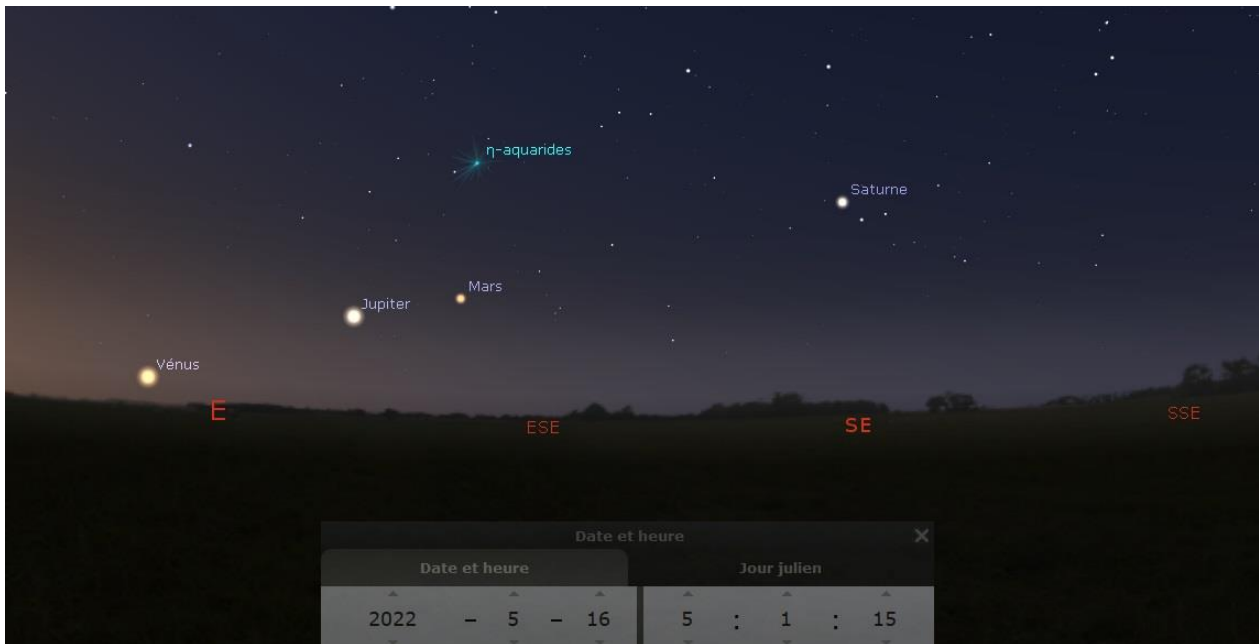 η-aquarides
Saturne
Mars
Jupiter
Vénus
E
ESE
SE
SSE
Date et heure
Date et heure
Jour julien
2022 - 5 - 16
5 : 1 : 15